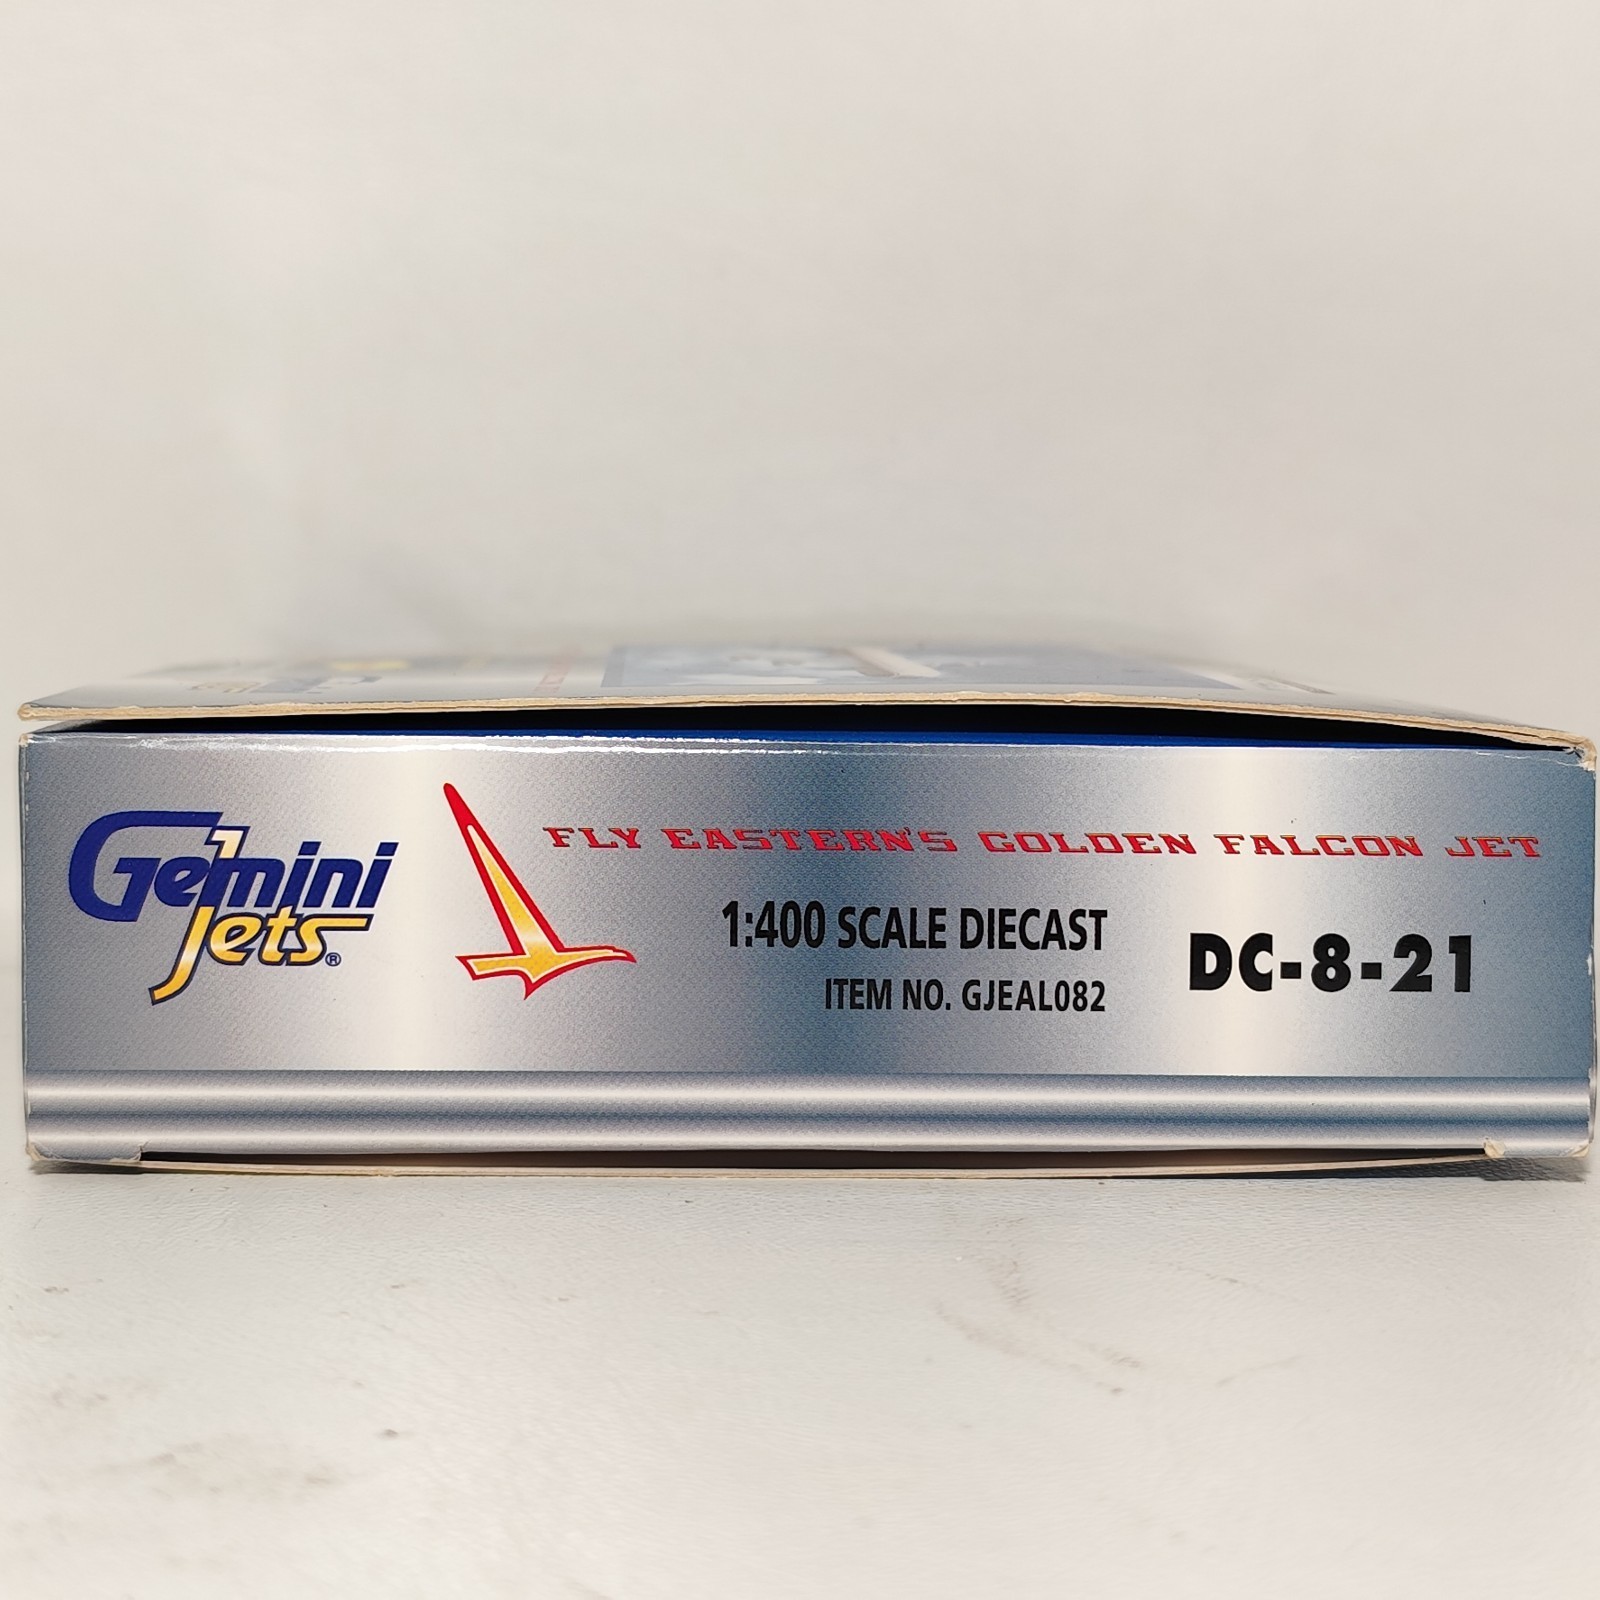 Gemini
Jets®
FLY EASTERN'S GOLDEN FALCON JET
1:400 SCALE DIECAST
ITEM NO. GJEAL082
DC-8-21